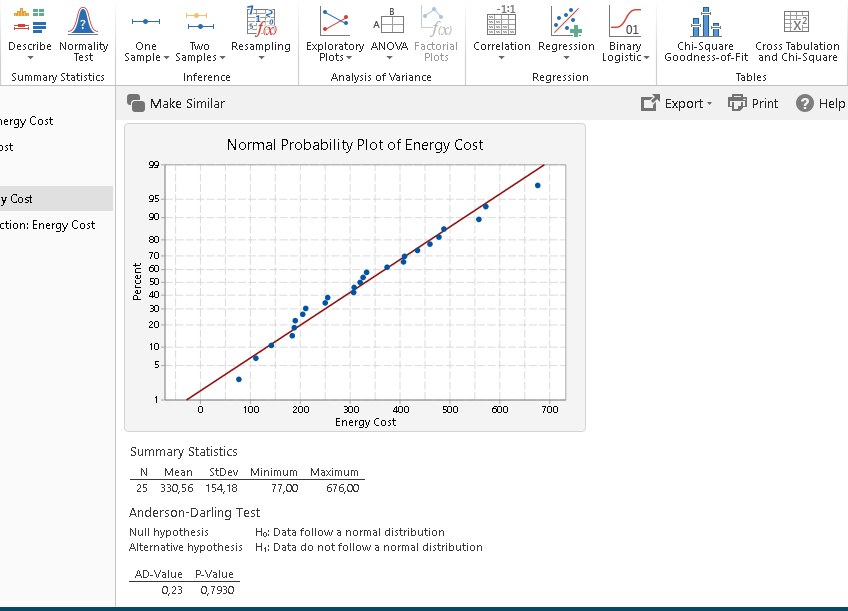 Describe Normality Test One Sample Two Samples Resampling Exploratory Plots ANOVA Factorial Plots Correlation Regression Binary Logistic Chi-Square Goodness-of-Fit Cross Tabulation and Chi-Square
Summary Statistics Inference Analysis of Variance Regression Tables
Make Similar Export Print Help
nergy Cost
ost
y Cost
ction: Energy Cost
Normal Probability Plot of Energy Cost
99
95
90
80
70
60
50
40
30
20
10
5
1
Percent
0 100 200 300 400 500 600 700
Energy Cost
Summary Statistics
N Mean StDev Minimum Maximum
25 330,56 154,18 77,00 676,00
Anderson-Darling Test
Null hypothesis H₀: Data follow a normal distribution
Alternative hypothesis H₁: Data do not follow a normal distribution
AD-Value P-Value
0,23 0,7930